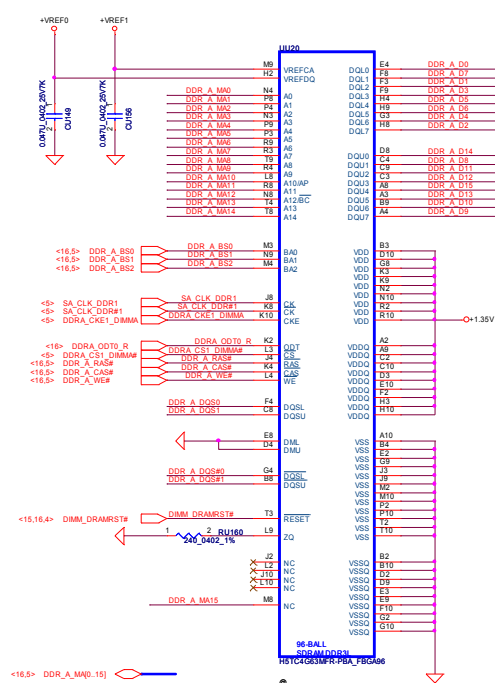 +VREF0 +VREF1
UU20
0.047U_0402_25V7K
CU149
1
2
0.047U_0402_25V7K
CU156
1
2
M9 VREFCA
H2 VREFDQ
DDR_A_MA0 N4 A0
DDR_A_MA1 P8 A1
DDR_A_MA2 P4 A2
DDR_A_MA3 N3 A3
DDR_A_MA4 P9 A4
DDR_A_MA5 P3 A5
DDR_A_MA6 R9 A6
DDR_A_MA7 R3 A7
DDR_A_MA8 T9 A8
DDR_A_MA9 R4 A9
DDR_A_MA10 L8 A10/AP
DDR_A_MA11 R8 A11
DDR_A_MA12 N8 A12/BC
DDR_A_MA13 T4 A13
DDR_A_MA14 T8 A14
DQL0 E4 DDR_A_D0
DQL1 F8 DDR_A_D7
DQL2 F3 DDR_A_D1
DQL3 F9 DDR_A_D3
DQL4 H4 DDR_A_D5
DQL5 H9 DDR_A_D6
DQL6 G3 DDR_A_D4
DQL7 H8 DDR_A_D2
DQU0 D8 DDR_A_D14
DQU1 C4 DDR_A_D8
DQU2 C9 DDR_A_D11
DQU3 C3 DDR_A_D12
DQU4 A8 DDR_A_D15
DQU5 A3 DDR_A_D13
DQU6 B9 DDR_A_D10
DQU7 A4 DDR_A_D9
<16,5> DDR_A_BS0 DDR_A_BS0 M3 BA0
<16,5> DDR_A_BS1 DDR_A_BS1 N9 BA1
<16,5> DDR_A_BS2 DDR_A_BS2 M4 BA2
<5> SA_CLK_DDR1 SA_CLK_DDR1 J8 CK
<5> SA_CLK_DDR#1 SA_CLK_DDR#1 K8 CK
<5> DDRA_CKE1_DIMMA DDRA_CKE1_DIMMA K10 CKE
<16> DDRA_ODT0_R DDRA_ODT0_R K2 ODT
<5> DDRA_CS1_DIMMA# DDRA_CS1_DIMMA# L3 CS
<16,5> DDR_A_RAS# DDR_A_RAS# J4 RAS
<16,5> DDR_A_CAS# DDR_A_CAS# K4 CAS
<16,5> DDR_A_WE# DDR_A_WE# L4 WE
DDR_A_DQS0 F4 DQSL
DDR_A_DQS1 C8 DQSU
E8 DML
D4 DMU
DDR_A_DQS#0 G4 DQSL
DDR_A_DQS#1 B8 DQSU
<15,16,4> DIMM_DRAMRST# DIMM_DRAMRST# T3 RESET
1 2 RU160 L9 ZQ
240_0402_1%
J2 NC
L2 NC
J10 NC
L10 NC
DDR_A_MA15 M8 NC
VDD B3
VDD D10
VDD G8
VDD K3
VDD K9
VDD N2
VDD N10
VDD R2
VDD R10
+1.35V
VDDQ A2
VDDQ A9
VDDQ C2
VDDQ C10
VDDQ D3
VDDQ E10
VDDQ F2
VDDQ H3
VDDQ H10
VSS A10
VSS B4
VSS E2
VSS G9
VSS J3
VSS J9
VSS M2
VSS M10
VSS P2
VSS P10
VSS T2
VSS T10
VSSQ B2
VSSQ B10
VSSQ D2
VSSQ D9
VSSQ E3
VSSQ E9
VSSQ F10
VSSQ G2
VSSQ G10
96-BALL
SDRAM DDR3L
H5TC4G63MFR-PBA_FBGA96
@
<16,5> DDR_A_MA[0..15]